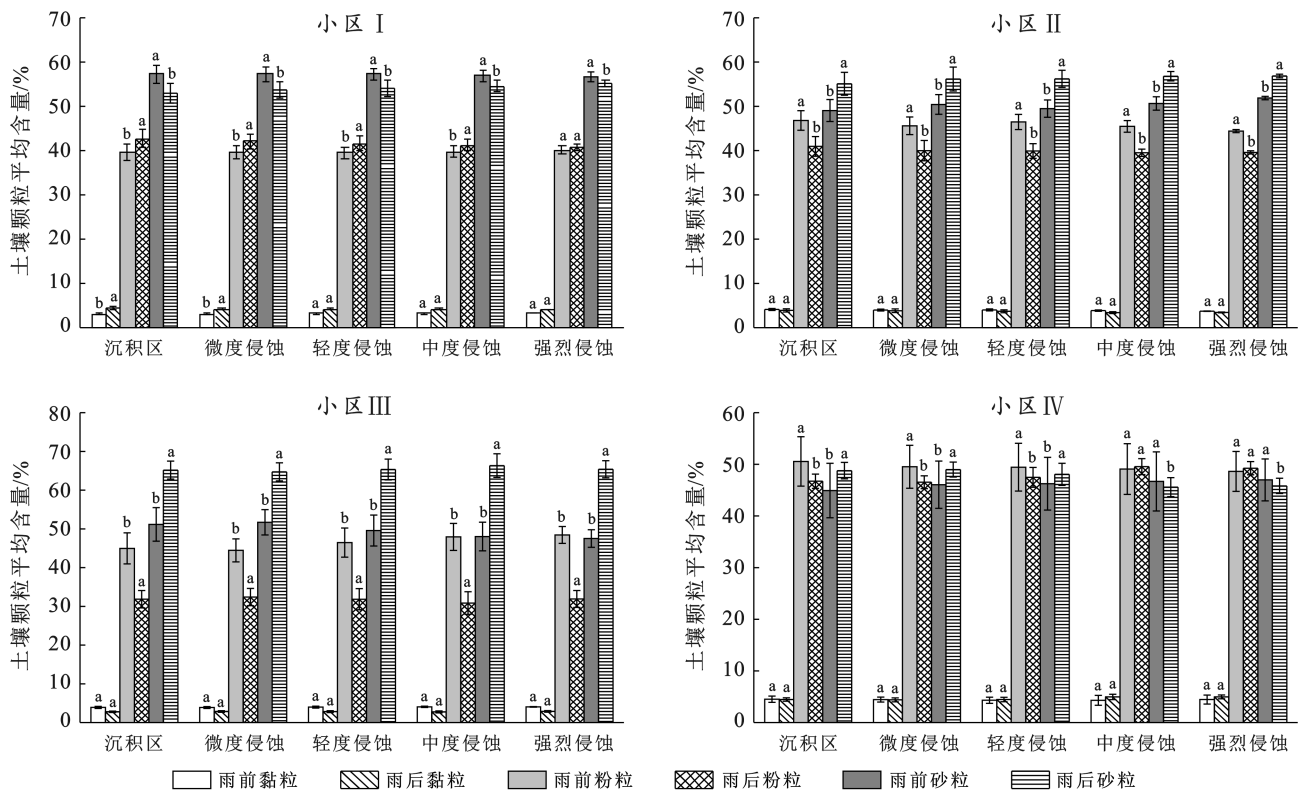 小区Ⅰ
土壤颗粒平均含量/%
70
60
50
40
30
20
10
0
b a b a a b
b a b a a b
a a b a a b
a a b a a b
a a a a a b
沉积区 微度侵蚀 轻度侵蚀 中度侵蚀 强烈侵蚀
小区Ⅱ
土壤颗粒平均含量/%
70
60
50
40
30
20
10
0
a a a b b a
a a a b b a
a a a b b a
a a a b b a
a a a b b a
沉积区 微度侵蚀 轻度侵蚀 中度侵蚀 强烈侵蚀
小区Ⅲ
土壤颗粒平均含量/%
80
70
60
50
40
30
20
10
0
a a b a b a
a a b a b a
a a b a b a
a a b a b a
a a b a b a
沉积区 微度侵蚀 轻度侵蚀 中度侵蚀 强烈侵蚀
小区Ⅳ
土壤颗粒平均含量/%
60
50
40
30
20
10
0
a a a b b a
a a a b b a
a a a b b a
a a a a a b
a a a a a b
沉积区 微度侵蚀 轻度侵蚀 中度侵蚀 强烈侵蚀
雨前黏粒 雨后黏粒 雨前粉粒 雨后粉粒 雨前砂粒 雨后砂粒